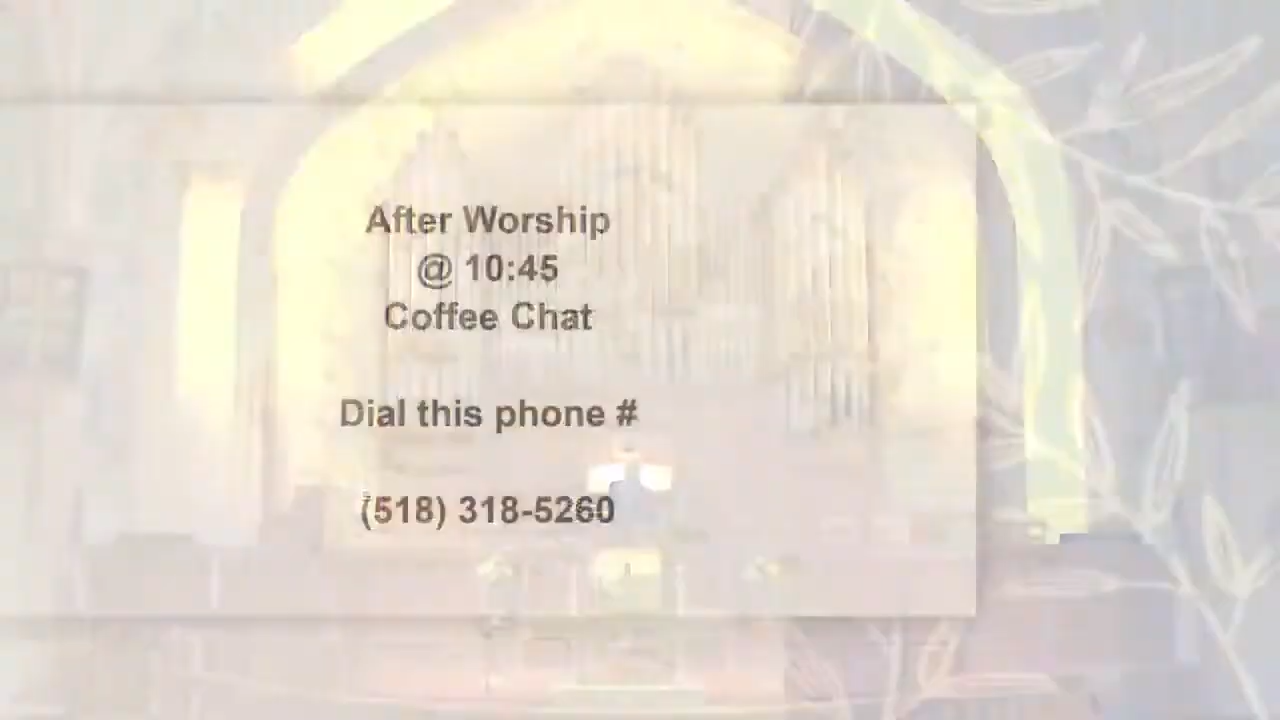 After Worship
@ 10:45
Coffee Chat
Dial this phone #
(518) 318-5260